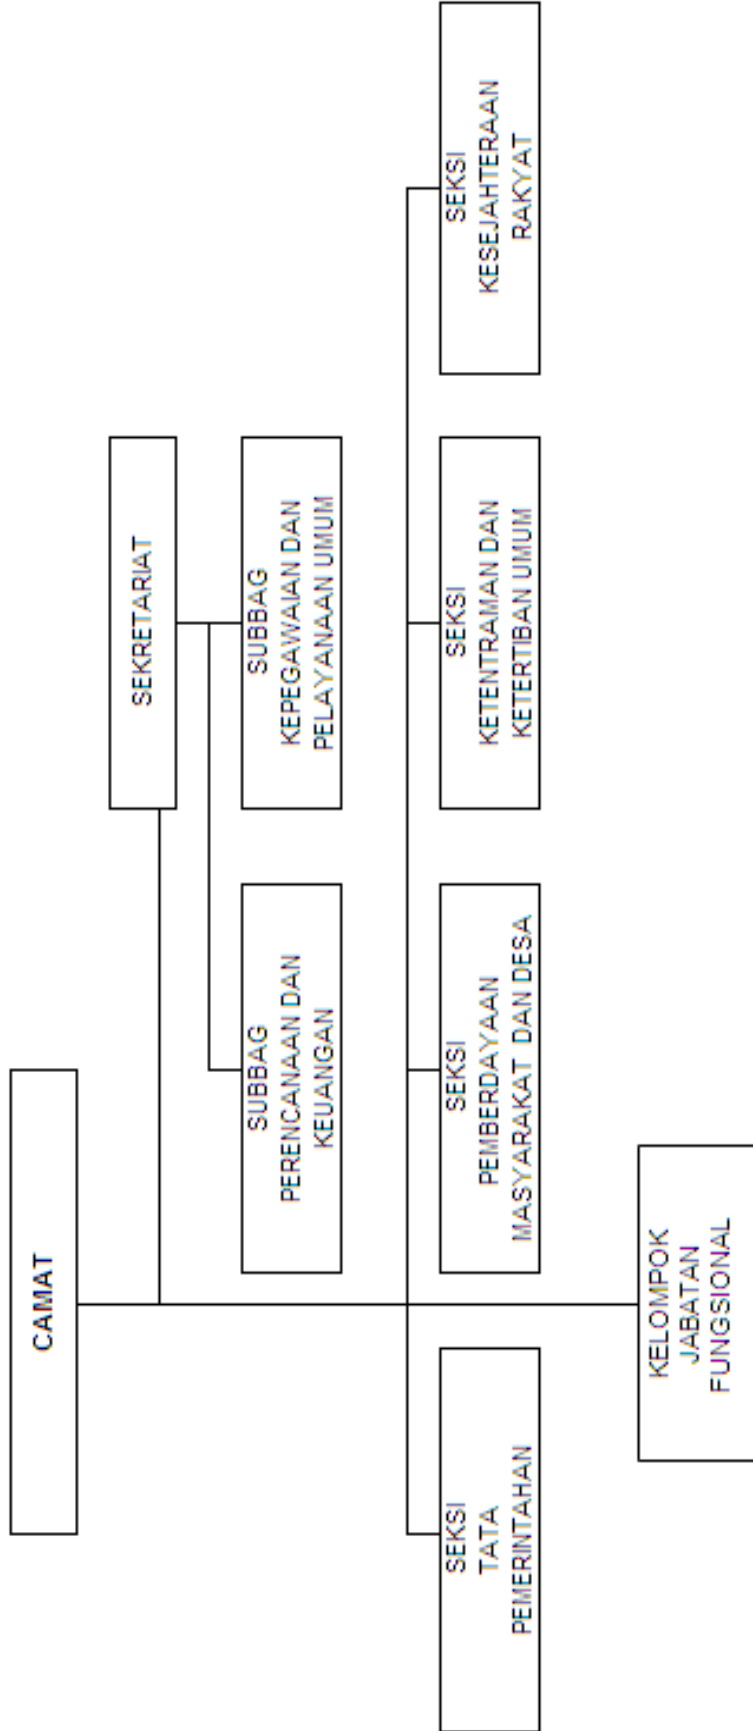 CAMAT
SEKRETARIAT
SUBBAG
PERENCANAAN DAN
KEUANGAN
SUBBAG
KEPEGAWAIAN DAN
PELAYANAAN UMUM
SEKSI
TATA
PEMERINTAHAN
SEKSI
PEMBERDAYAAN
MASYARAKAT DAN DESA
SEKSI
KETENTRAMAN DAN
KETERTIBAN UMUM
SEKSI
KESEJAHTERAAN
RAKYAT
KELOMPOK
JABATAN
FUNGSIONAL